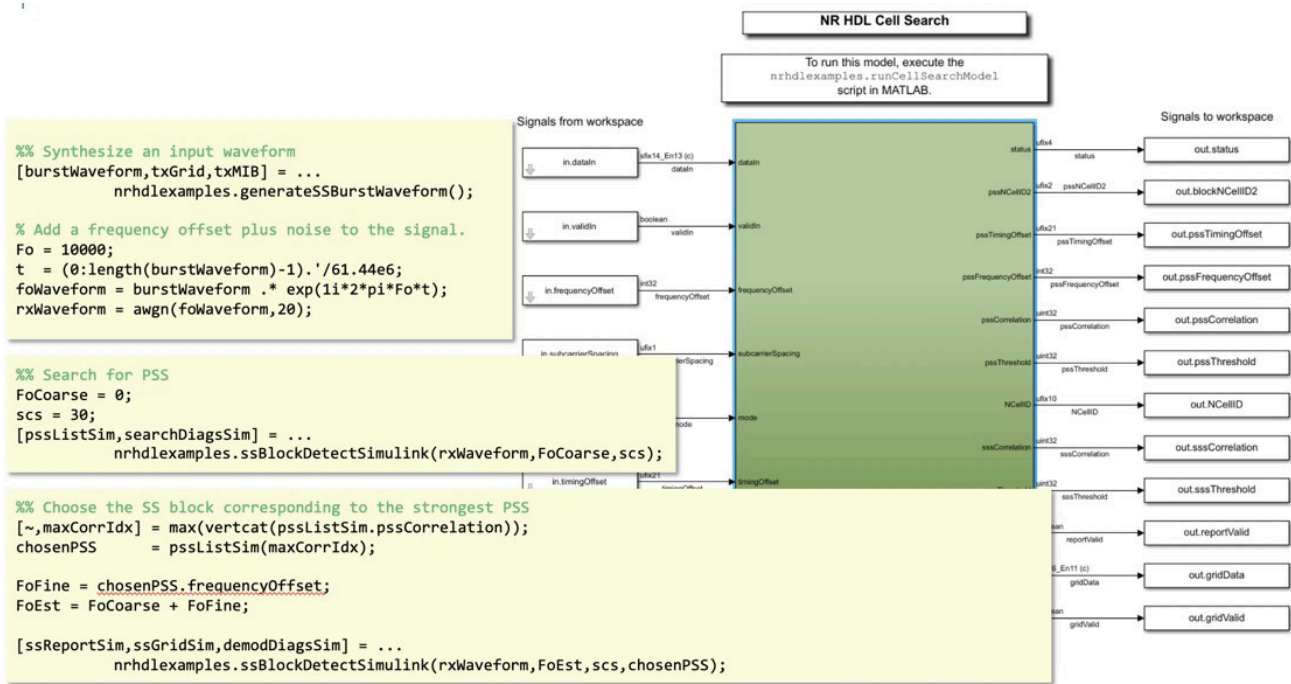 NR HDL Cell Search
To run this model, execute the
nrhdlexamples.runCellSearchModel
script in MATLAB.
Signals from workspace
Signals to workspace
%% Synthesize an input waveform
[burstWaveform,txGrid,txMIB] = ...
nrhdlexamples.generateSSBurstWaveform();
% Add a frequency offset plus noise to the signal.
Fo = 10000;
t = (0:length(burstWaveform)-1).'/61.44e6;
foWaveform = burstWaveform .* exp(1i*2*pi*Fo*t);
rxWaveform = awgn(foWaveform,20);
%% Search for PSS
FoCoarse = 0;
scs = 30;
[pssListSim,searchDiagsSim] = ...
nrhdlexamples.ssBlockDetectSimulink(rxWaveform,FoCoarse,scs);
%% Choose the SS block corresponding to the strongest PSS
[~,maxCorrIdx] = max(vertcat(pssListSim.pssCorrelation));
chosenPSS = pssListSim(maxCorrIdx);
FoFine = chosenPSS.frequencyOffset;
FoEst = FoCoarse + FoFine;
[ssReportSim,ssGridSim,demodDiagsSim] = ...
nrhdlexamples.ssBlockDetectSimulink(rxWaveform,FoEst,scs,chosenPSS);
in.dataIn
sfix14_En13 (c)
dataIn
dataIn
in.validIn
boolean
validIn
validIn
in.frequencyOffset
int32
frequencyOffset
frequencyOffset
in.subcarrierSpacing
ufix1
ierSpacing
subcarrierSpacing
mode
mode
in.timingOffset
ufix21
timingOffset
timingOffset
status
ufix4
status
out.status
pssNCellID2
ufix2
pssNCellID2
out.blockNCellID2
pssTimingOffset
ufix21
pssTimingOffset
out.pssTimingOffset
pssFrequencyOffset
int32
pssFrequencyOffset
out.pssFrequencyOffset
pssCorrelation
uint32
pssCorrelation
out.pssCorrelation
pssThreshold
uint32
pssThreshold
out.pssThreshold
NCellID
ufix10
NCellID
out.NCellID
sssCorrelation
uint32
sssCorrelation
out.sssCorrelation
uint32
sssThreshold
out.sssThreshold
ean
reportValid
out.reportValid
6_En11 (c)
gridData
out.gridData
ean
gridValid
out.gridValid